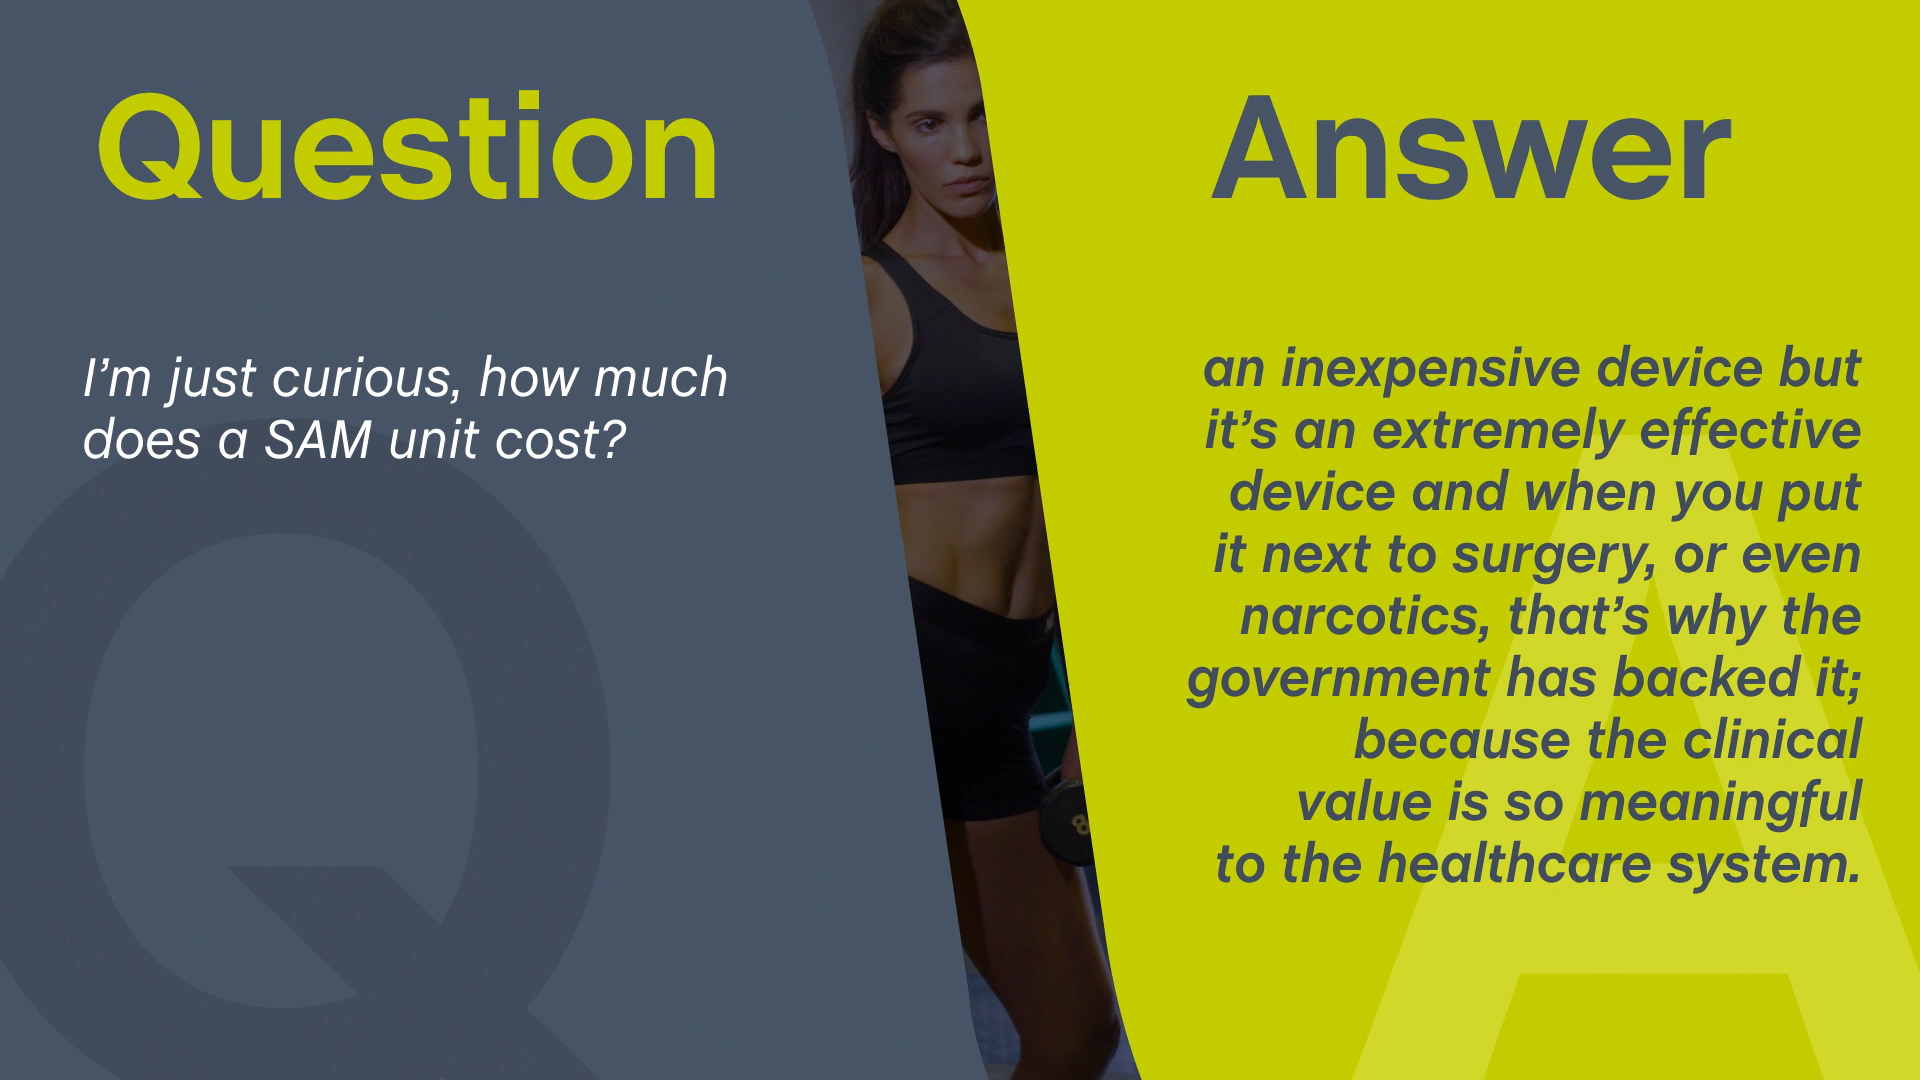 Question
I’m just curious, how much
does a SAM unit cost?
Answer
an inexpensive device but
it’s an extremely effective
device and when you put
it next to surgery, or even
narcotics, that’s why the
government has backed it;
because the clinical
value is so meaningful
to the healthcare system.
Q
A
8